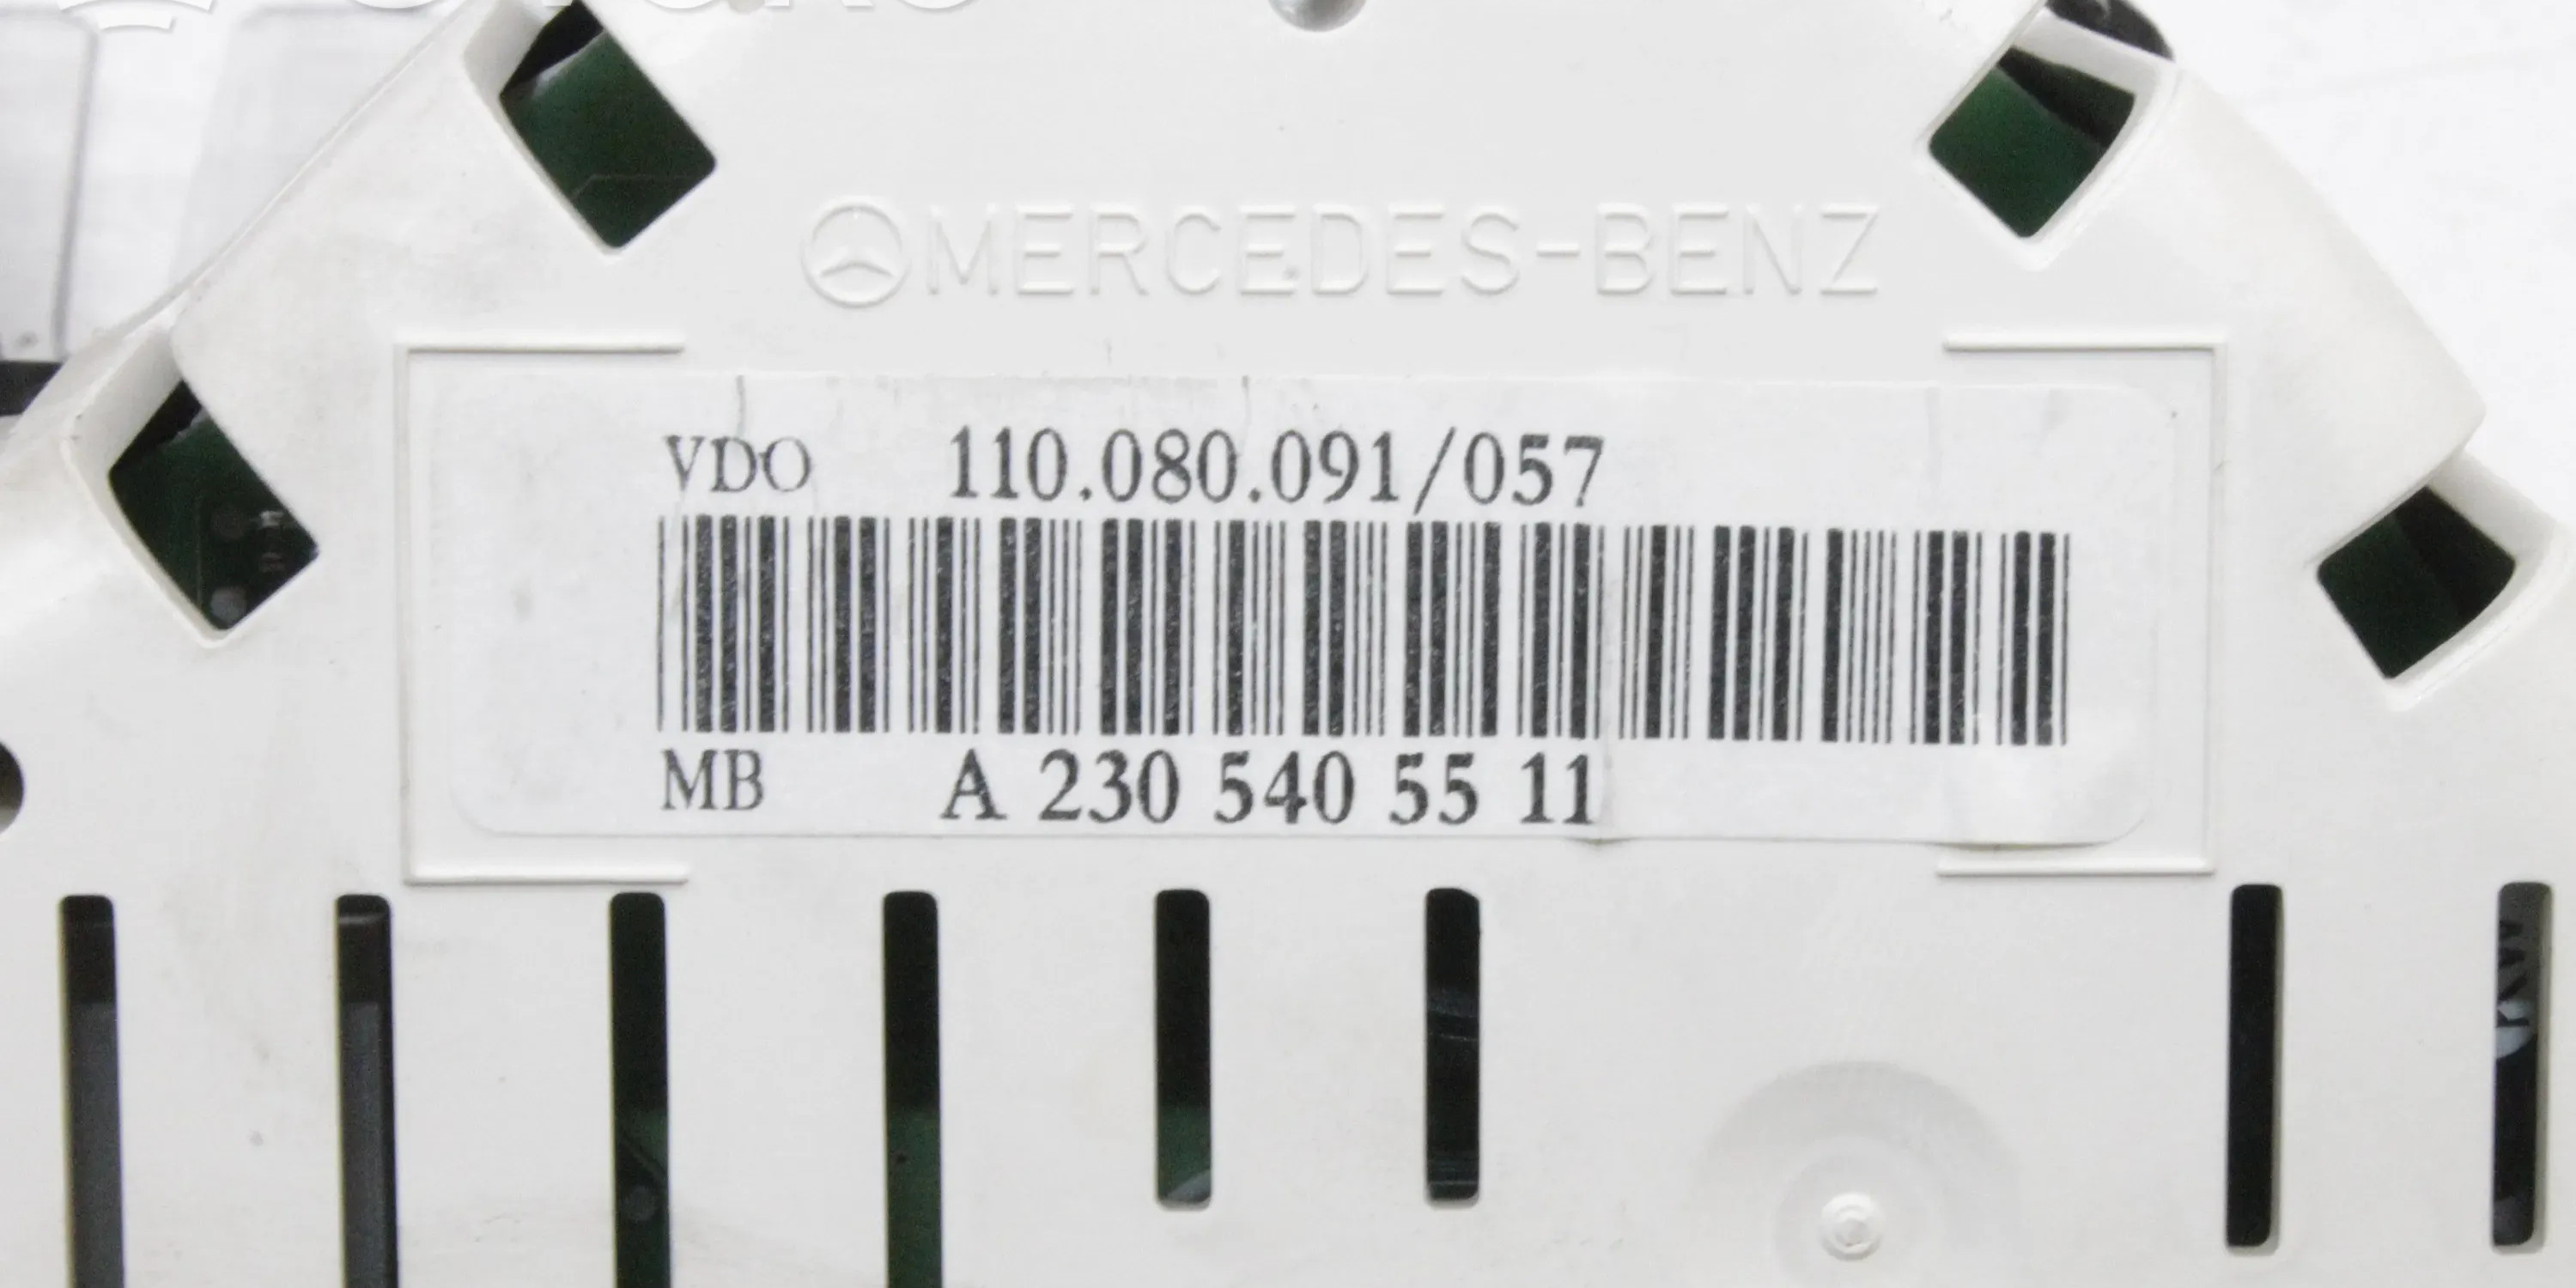 MERCEDES-BENZ
VDO 110.080.091/057
MB A 230 540 55 11